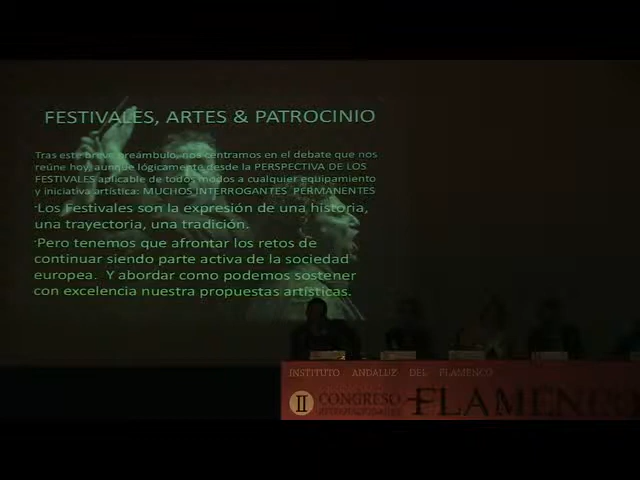 FESTIVALES, ARTES & PATROCINIO
Tras este breve preámbulo, nos centramos en el debate que nos
reúne hoy, aunque lógicamente desde la PERSPECTIVA DE LOS
FESTIVALES aplicable de todos modos a cualquier equipamiento
y iniciativa artística: MUCHOS INTERROGANTES PERMANENTES
·Los Festivales son la expresión de una historia,
una trayectoria, una tradición.
·Pero tenemos que afrontar los retos de
continuar siendo parte activa de la sociedad
europea. Y abordar como podemos sostener
con excelencia nuestra propuestas artísticas.
INSTITUTO ANDALUZ DEL FLAMENCO
II CONGRESO FLAMENCO